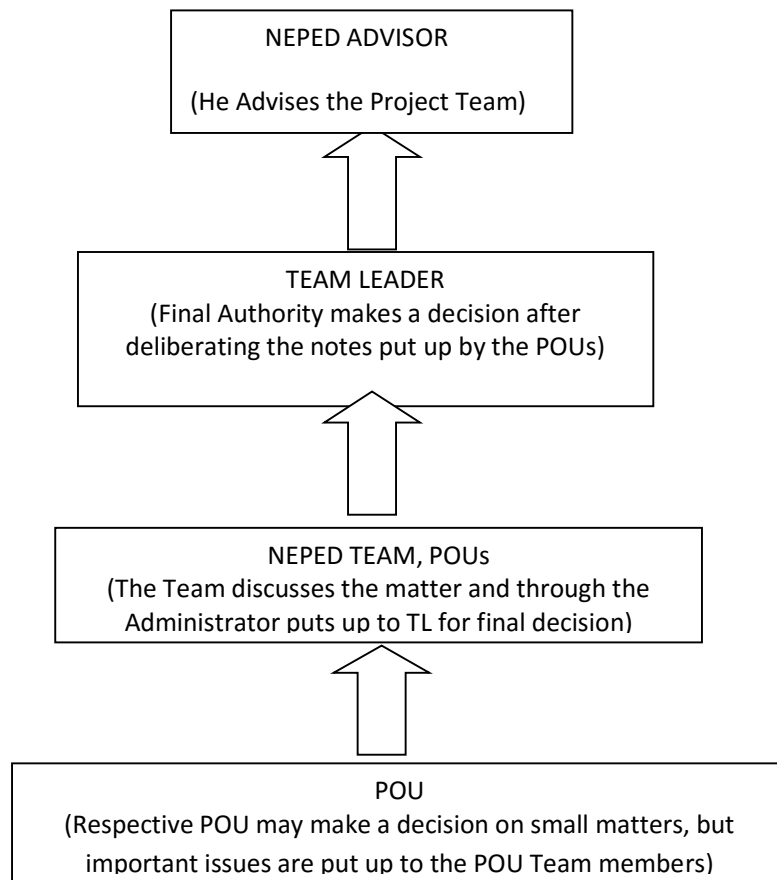 NEPED ADVISOR
(He Advises the Project Team)
TEAM LEADER
(Final Authority makes a decision after
deliberating the notes put up by the POUs)
NEPED TEAM, POUs
(The Team discusses the matter and through the
Administrator puts up to TL for final decision)
POU
(Respective POU may make a decision on small matters, but
important issues are put up to the POU Team members)